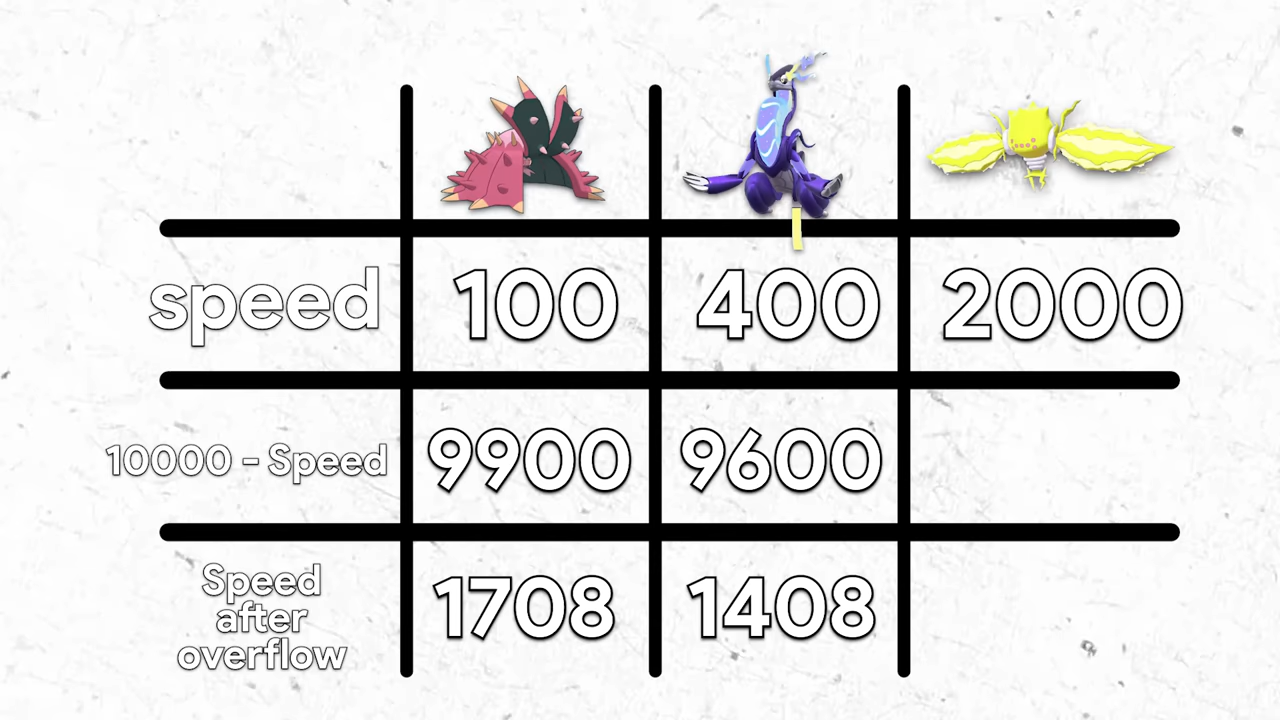 speed 100 400 2000
10000 - Speed 9900 9600
Speed
after
overflow
1708 1408